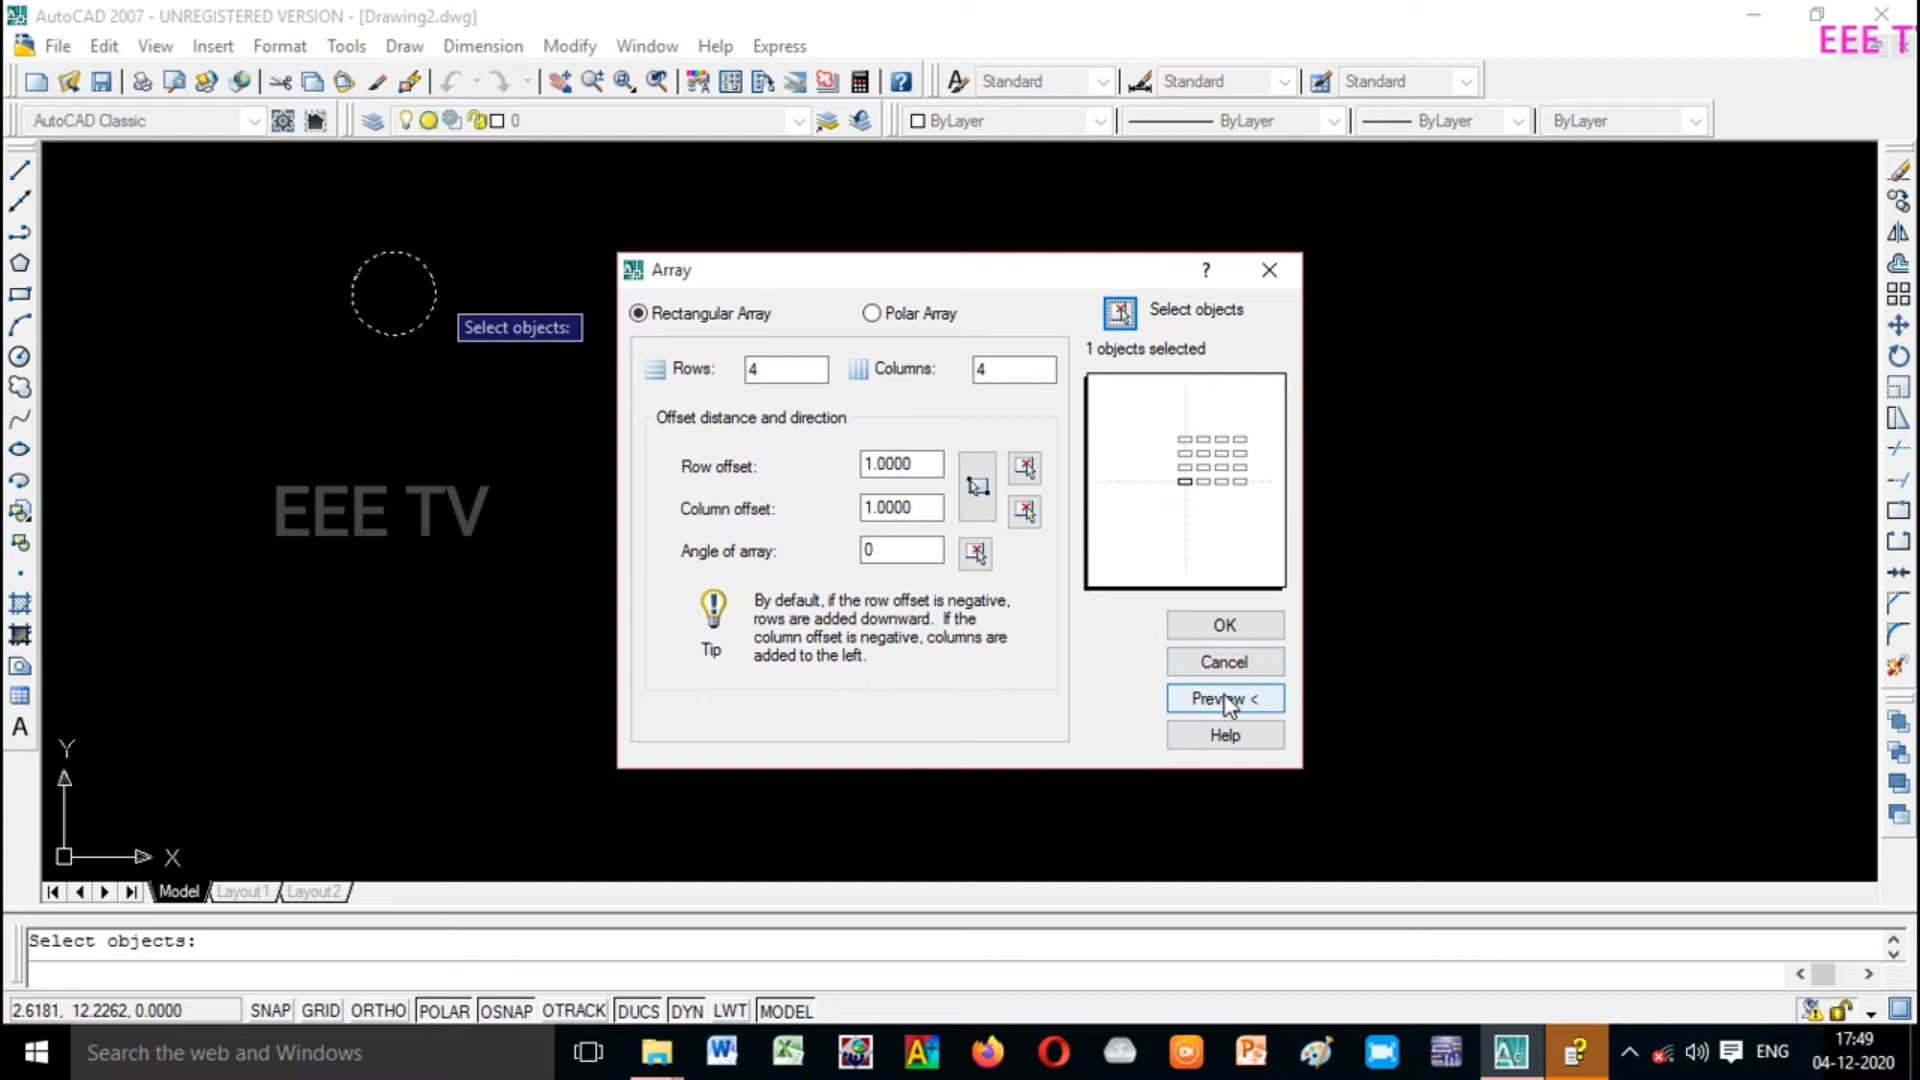 AutoCAD 2007 - UNREGISTERED VERSION - [Drawing2.dwg]
File Edit View Insert Format Tools Draw Dimension Modify Window Help Express
EEE T
Standard Standard Standard
AutoCAD Classic 0 ByLayer ByLayer ByLayer ByLayer
Array
Rectangular Array Polar Array Select objects
Select objects:
1 objects selected
Rows: 4 Columns: 4
Offset distance and direction
Row offset: 1.0000
Column offset: 1.0000
Angle of array: 0
EEE TV
By default, if the row offset is negative,
rows are added downward. If the
column offset is negative, columns are
added to the left.
Tip
OK
Cancel
Preview <
Help
A
Y
X
Model Layout1 Layout2
Select objects:
2.6181, 12.2262, 0.0000 SNAP GRID ORTHO POLAR OSNAP OTRACK DUCS DYN LWT MODEL
Search the web and Windows
ENG
17:49
04-12-2020